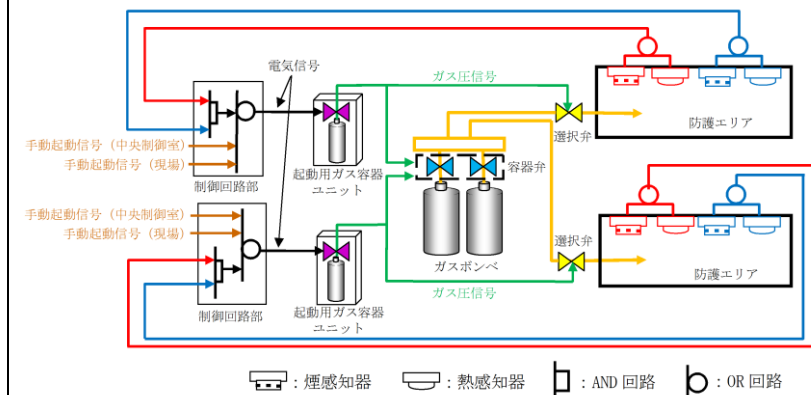 電気信号
ガス圧信号
防護エリア
選択弁
手動起動信号（中央制御室）
手動起動信号（現場）
制御回路部
起動用ガス容器
ユニット
容器弁
手動起動信号（中央制御室）
手動起動信号（現場）
制御回路部
起動用ガス容器
ユニット
ガスボンベ
ガス圧信号
選択弁
防護エリア
：煙感知器
：熱感知器
：AND 回路
：OR 回路